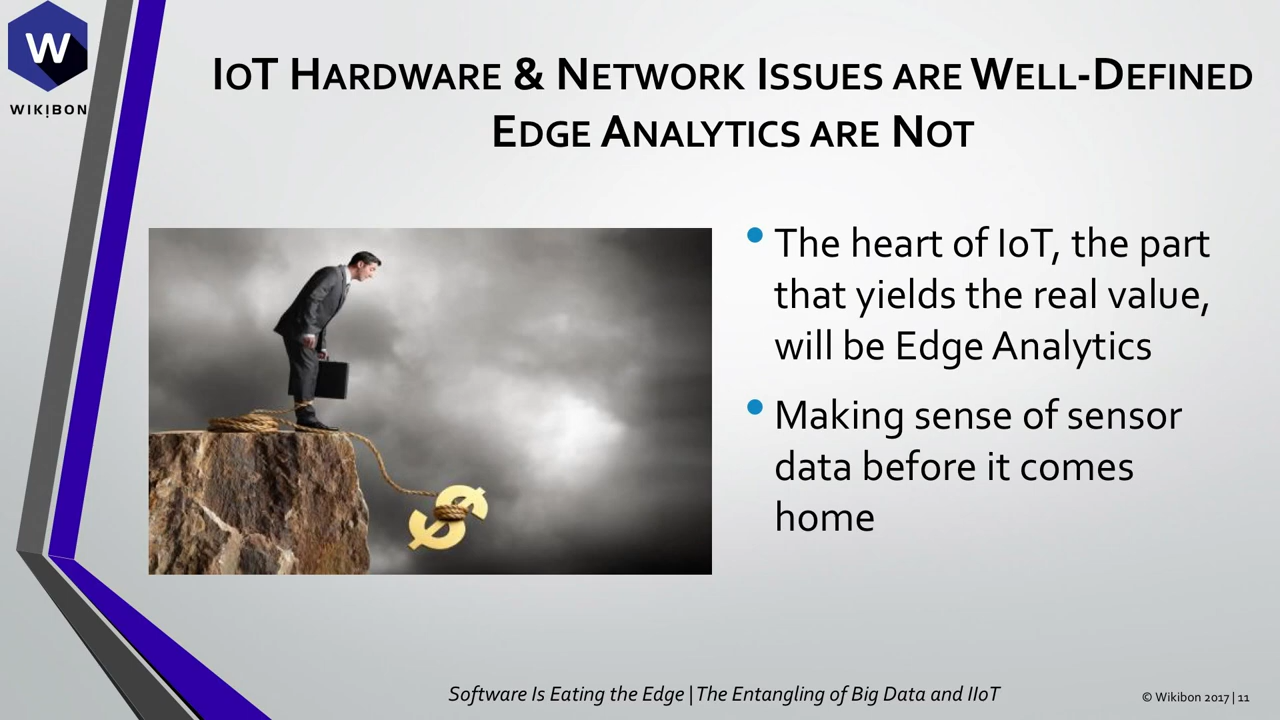 W
WIKIBON
IoT Hardware & Network Issues are Well-Defined
Edge Analytics are Not
• The heart of IoT, the part
that yields the real value,
will be Edge Analytics
• Making sense of sensor
data before it comes
home
$
Software Is Eating the Edge | The Entangling of Big Data and IIoT
© Wikibon 2017 | 11